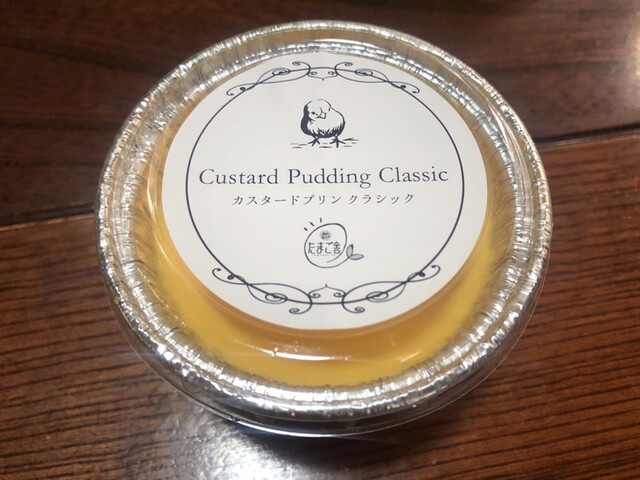 Custard Pudding Classic
カスタードプリン クラシック
たまご舎